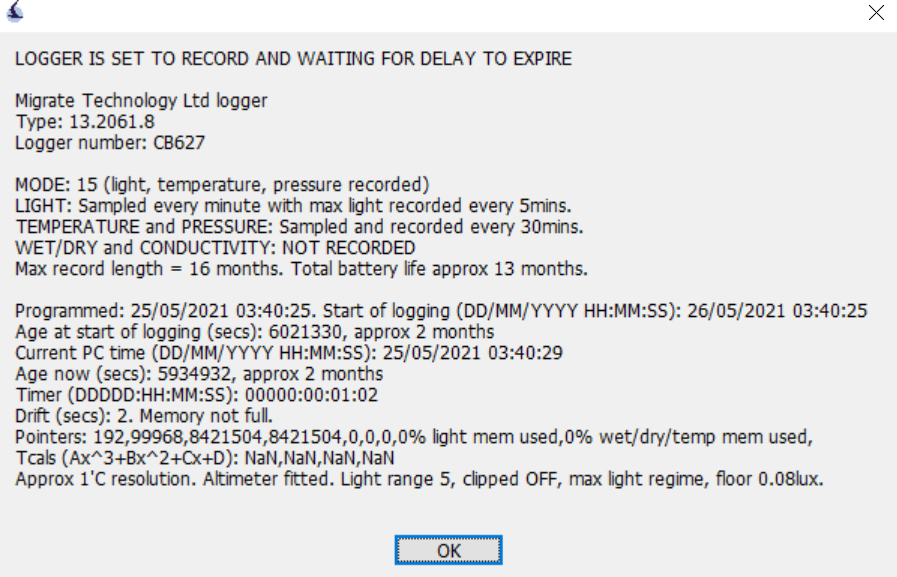 LOGGER IS SET TO RECORD AND WAITING FOR DELAY TO EXPIRE
Migrate Technology Ltd logger
Type: 13.2061.8
Logger number: CB627
MODE: 15 (light, temperature, pressure recorded)
LIGHT: Sampled every minute with max light recorded every 5mins.
TEMPERATURE and PRESSURE: Sampled and recorded every 30mins.
WET/DRY and CONDUCTIVITY: NOT RECORDED
Max record length = 16 months. Total battery life approx 13 months.
Programmed: 25/05/2021 03:40:25. Start of logging (DD/MM/YYYY HH:MM:SS): 26/05/2021 03:40:25
Age at start of logging (secs): 6021330, approx 2 months
Current PC time (DD/MM/YYYY HH:MM:SS): 25/05/2021 03:40:29
Age now (secs): 5934932, approx 2 months
Timer (DDDDD:HH:MM:SS): 00000:00:01:02
Drift (secs): 2. Memory not full.
Pointers: 192,99968,8421504,8421504,0,0,0,0% light mem used,0% wet/dry/temp mem used,
Tcals (Ax^3+Bx^2+Cx+D): NaN,NaN,NaN,NaN
Approx 1'C resolution. Altimeter fitted. Light range 5, clipped OFF, max light regime, floor 0.08lux.
OK